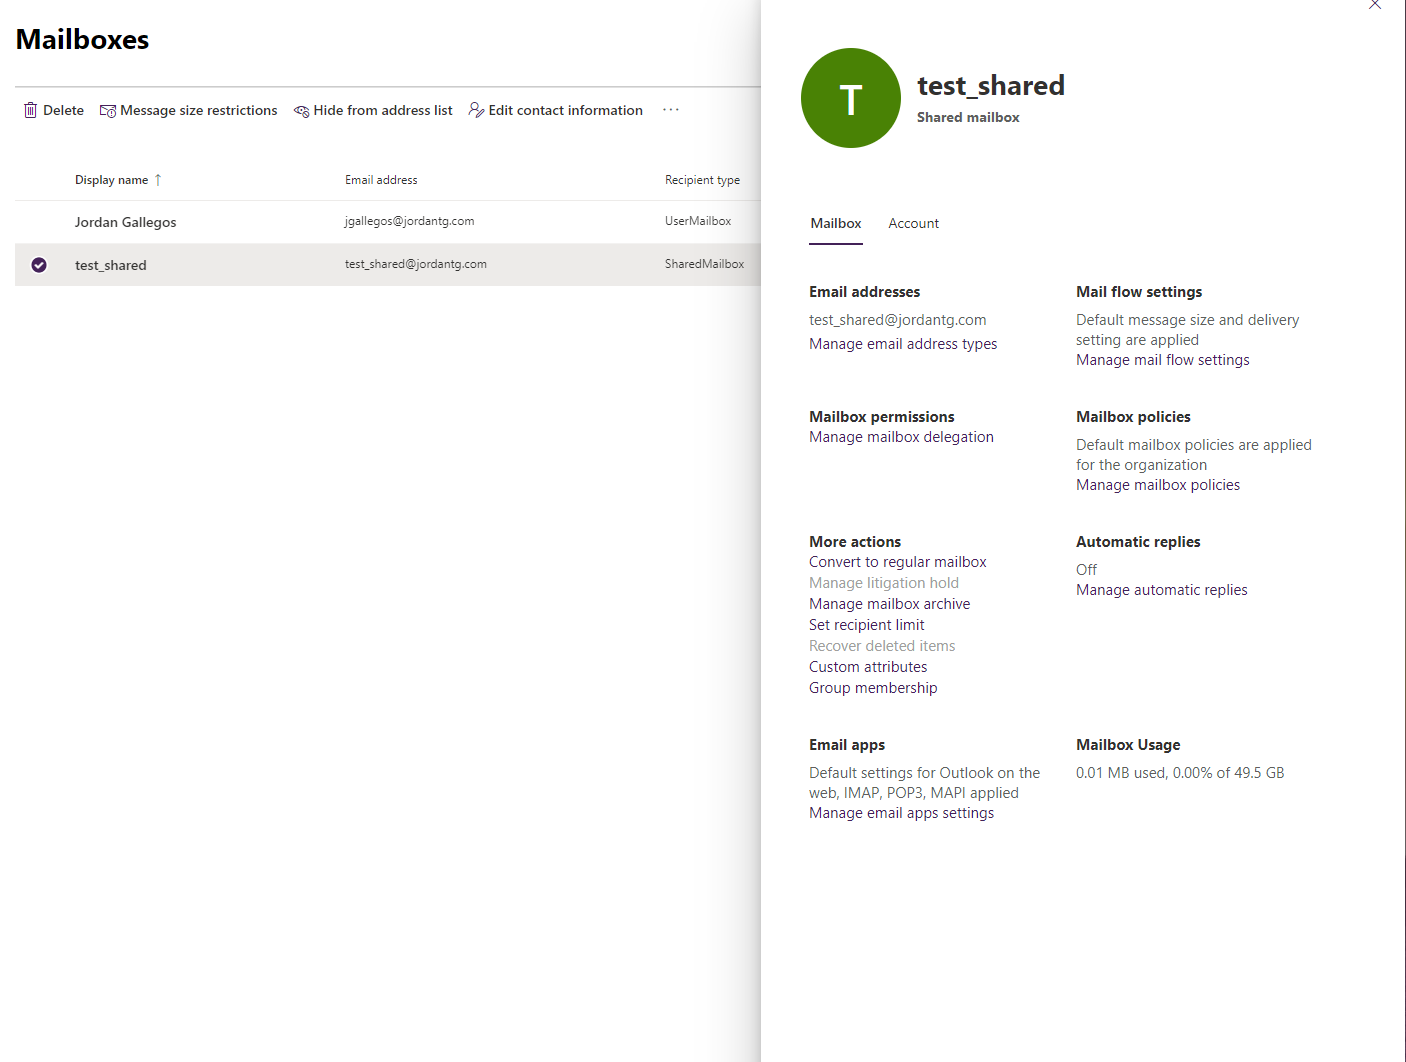 Mailboxes
Delete
Message size restrictions
Hide from address list
Edit contact information
...
Display name ↑
Email address
Recipient type
Jordan Gallegos
jgallegos@jordantg.com
UserMailbox
test_shared
test_shared@jordantg.com
SharedMailbox
T
test_shared
Shared mailbox
Mailbox
Account
Email addresses
test_shared@jordantg.com
Manage email address types
Mail flow settings
Default message size and delivery
setting are applied
Manage mail flow settings
Mailbox permissions
Manage mailbox delegation
Mailbox policies
Default mailbox policies are applied
for the organization
Manage mailbox policies
More actions
Convert to regular mailbox
Manage litigation hold
Manage mailbox archive
Set recipient limit
Recover deleted items
Custom attributes
Group membership
Automatic replies
Off
Manage automatic replies
Email apps
Default settings for Outlook on the
web, IMAP, POP3, MAPI applied
Manage email apps settings
Mailbox Usage
0.01 MB used, 0.00% of 49.5 GB